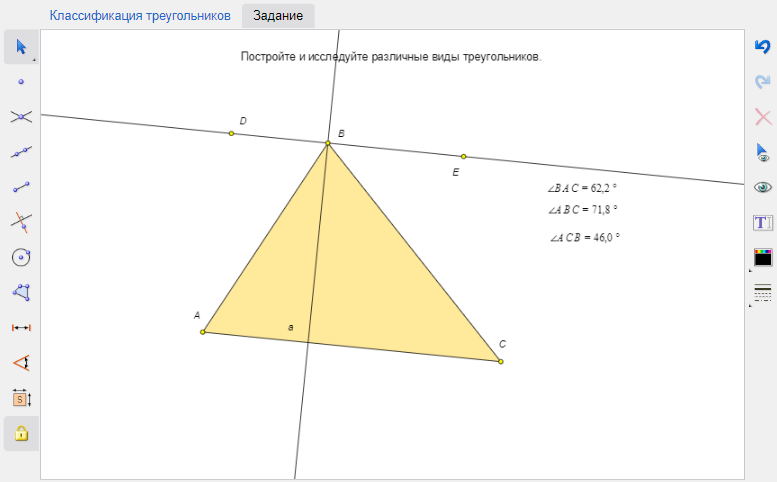 Классификация треугольников
Задание
Постройте и исследуйте различные виды треугольников.
D
B
E
∠BAC = 62,2 °
∠ABC = 71,8 °
∠ACB = 46,0 °
A
a
C
T
S